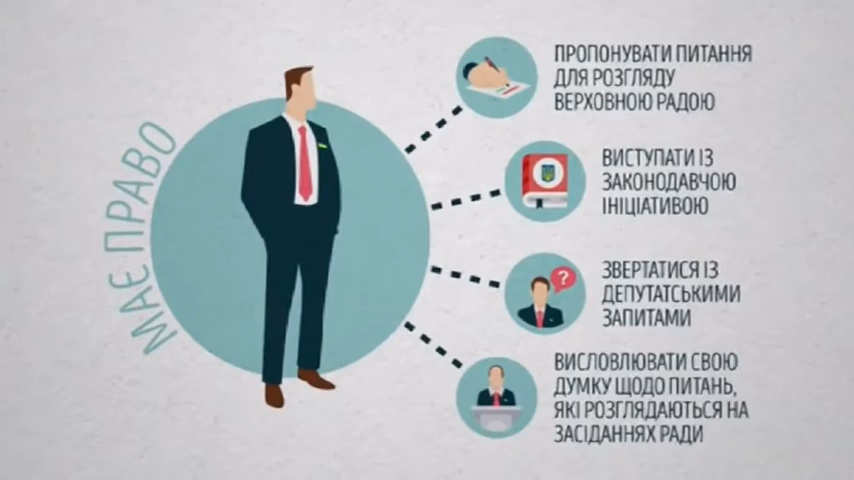 МАЄ ПРАВО
ПРОПОНУВАТИ ПИТАННЯ
ДЛЯ РОЗГЛЯДУ
ВЕРХОВНОЮ РАДОЮ
ВИСТУПАТИ ІЗ
ЗАКОНОДАВЧОЮ
ІНІЦІАТИВОЮ
?
ЗВЕРТАТИСЯ ІЗ
ДЕПУТАТСЬКИМИ
ЗАПИТАМИ
ВИСЛОВЛЮВАТИ СВОЮ
ДУМКУ ЩОДО ПИТАНЬ,
ЯКІ РОЗГЛЯДАЮТЬСЯ НА
ЗАСІДАННЯХ РАДИ